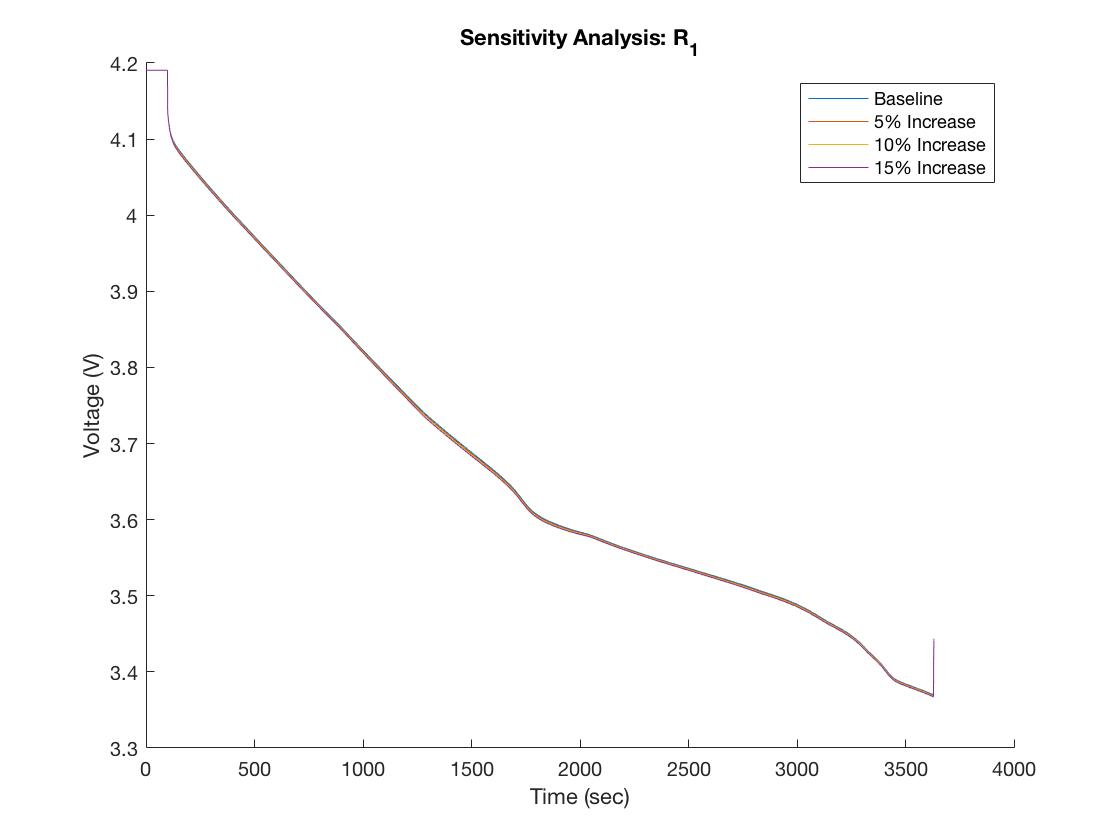 Sensitivity Analysis: R1
4.2
4.1
4
3.9
3.8
3.7
3.6
3.5
3.4
3.3
Voltage (V)
Baseline
5% Increase
10% Increase
15% Increase
0 500 1000 1500 2000 2500 3000 3500 4000
Time (sec)